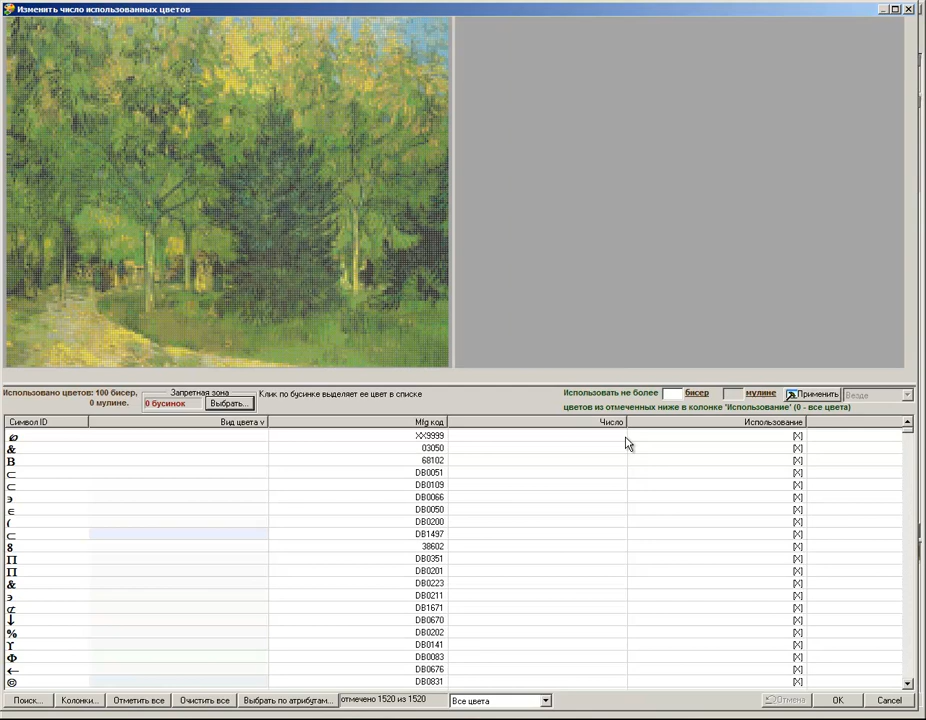 Изменить число использованных цветов
Использовано цветов: 100 бисер,
0 мулине.
Запретная зона
0 бусинок
Выбрать...
Клик по бусинке выделяет ее цвет в списке
Использовать не более бисер мулине Применить Везде
цветов из отмеченных ниже в колонке 'Использование' (0 - все цвета)
Символ ID Вид цвета v Mfg код Число Использование
XX9999 [X]
& 03050 [X]
B 68102 [X]
⊂ DB0051 [X]
⊂ DB0109 [X]
э DB0066 [X]
∈ DB0050 [X]
( DB0200 [X]
⊂ DB1497 [X]
8 38602 [X]
П DB0351 [X]
П DB0201 [X]
& DB0223 [X]
э DB0211 [X]
⊄ DB1671 [X]
↓ DB0670 [X]
% DB0202 [X]
ϒ DB0141 [X]
Ф DB0083 [X]
← DB0676 [X]
© DB0831 [X]
Поиск... Колонки... Отметить все Очистить все Выбрать по атрибутам... отмечено 1520 из 1520 Все цвета Отмена OK Cancel